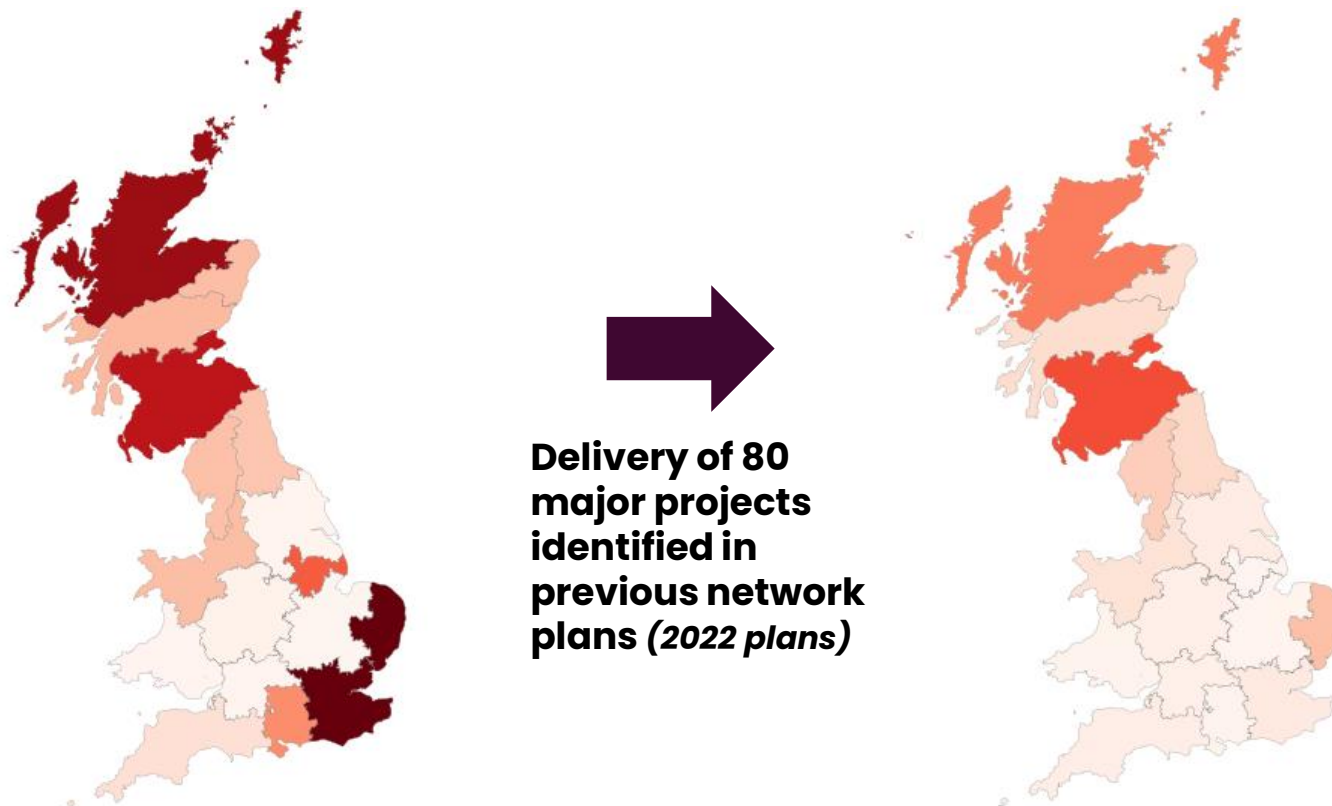 Delivery of 80
major projects
identified in
previous network
plans (2022 plans)